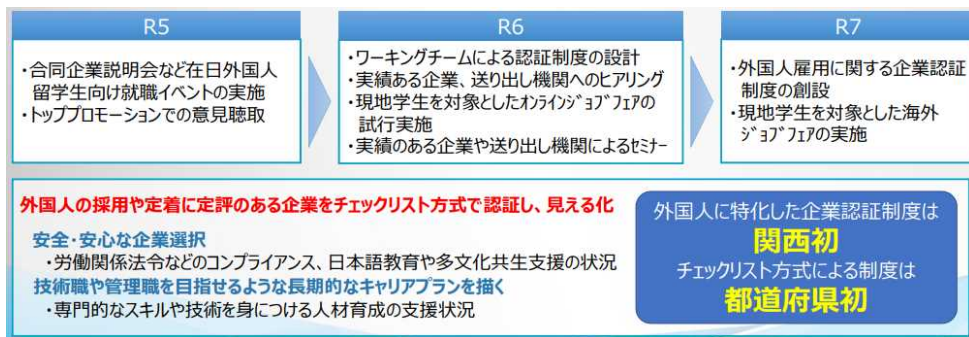 R5
・合同企業説明会など在日外国人
留学生向け就職イベントの実施
・トッププロモーションでの意見聴取
R6
・ワーキングチームによる認証制度の設計
・実績ある企業、送り出し機関へのヒアリング
・現地学生を対象としたオンラインジョブフェアの
試行実施
・実績のある企業や送り出し機関によるセミナー
R7
・外国人雇用に関する企業認証
制度の創設
・現地学生を対象とした海外
ジョブフェアの実施
外国人の採用や定着に定評のある企業をチェックリスト方式で認証し、見える化
安全・安心な企業選択
・労働関係法令などのコンプライアンス、日本語教育や多文化共生支援の状況
技術職や管理職を目指せるような長期的なキャリアプランを描く
・専門的なスキルや技術を身につける人材育成の支援状況
外国人に特化した企業認証制度は
関西初
チェックリスト方式による制度は
都道府県初